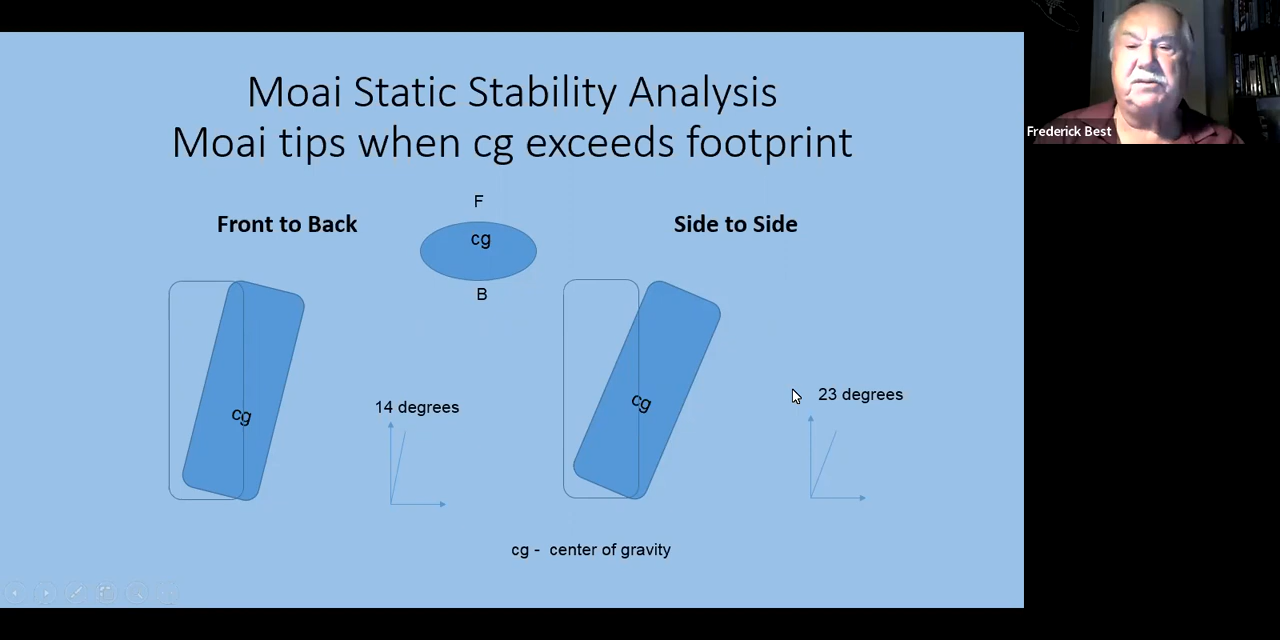 Moai Static Stability Analysis
Moai tips when cg exceeds footprint
Frederick Best
F
Front to Back
cg
Side to Side
B
cg
14 degrees
cg
23 degrees
cg - center of gravity